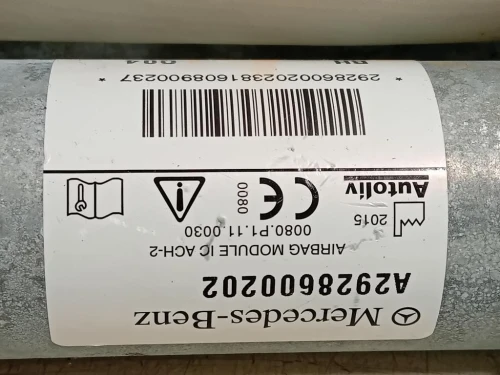 Mercedes-Benz
A2928600202
AIRBAG MODULE IC ACH-2
0080.P1.11.0030
2015
0080
Autoliv
2928600202381608900237 *